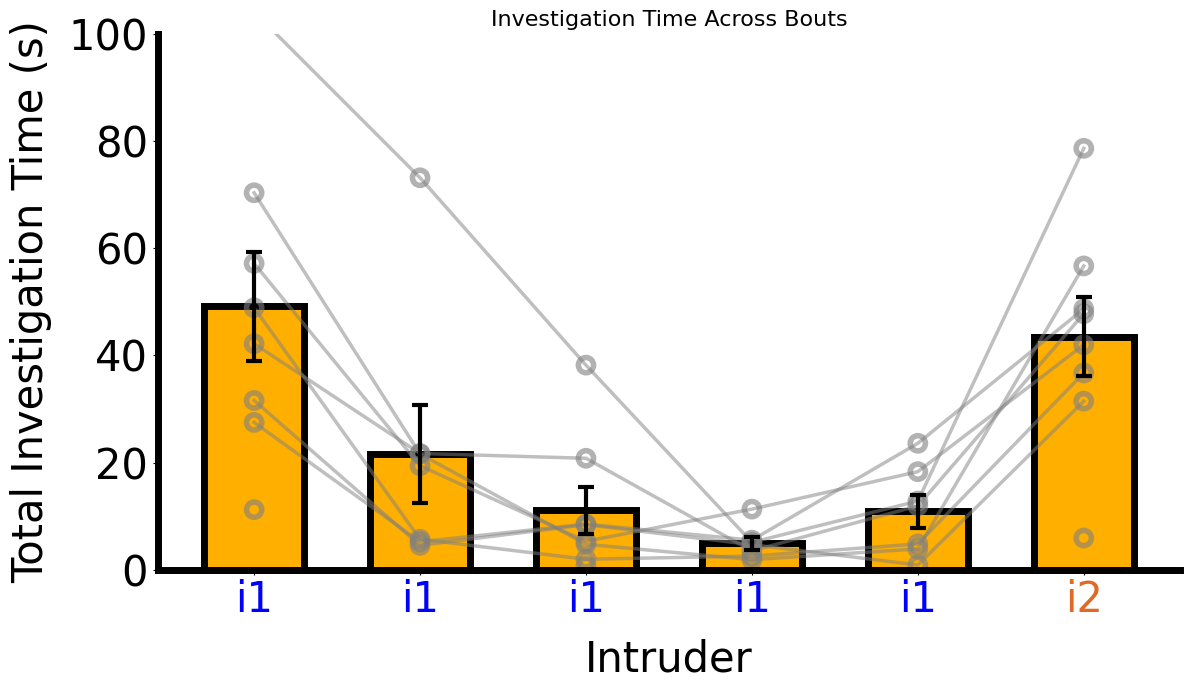 Investigation Time Across Bouts
Total Investigation Time (s)
100
80
60
40
20
0
i1 i1 i1 i1 i1 i2
Intruder